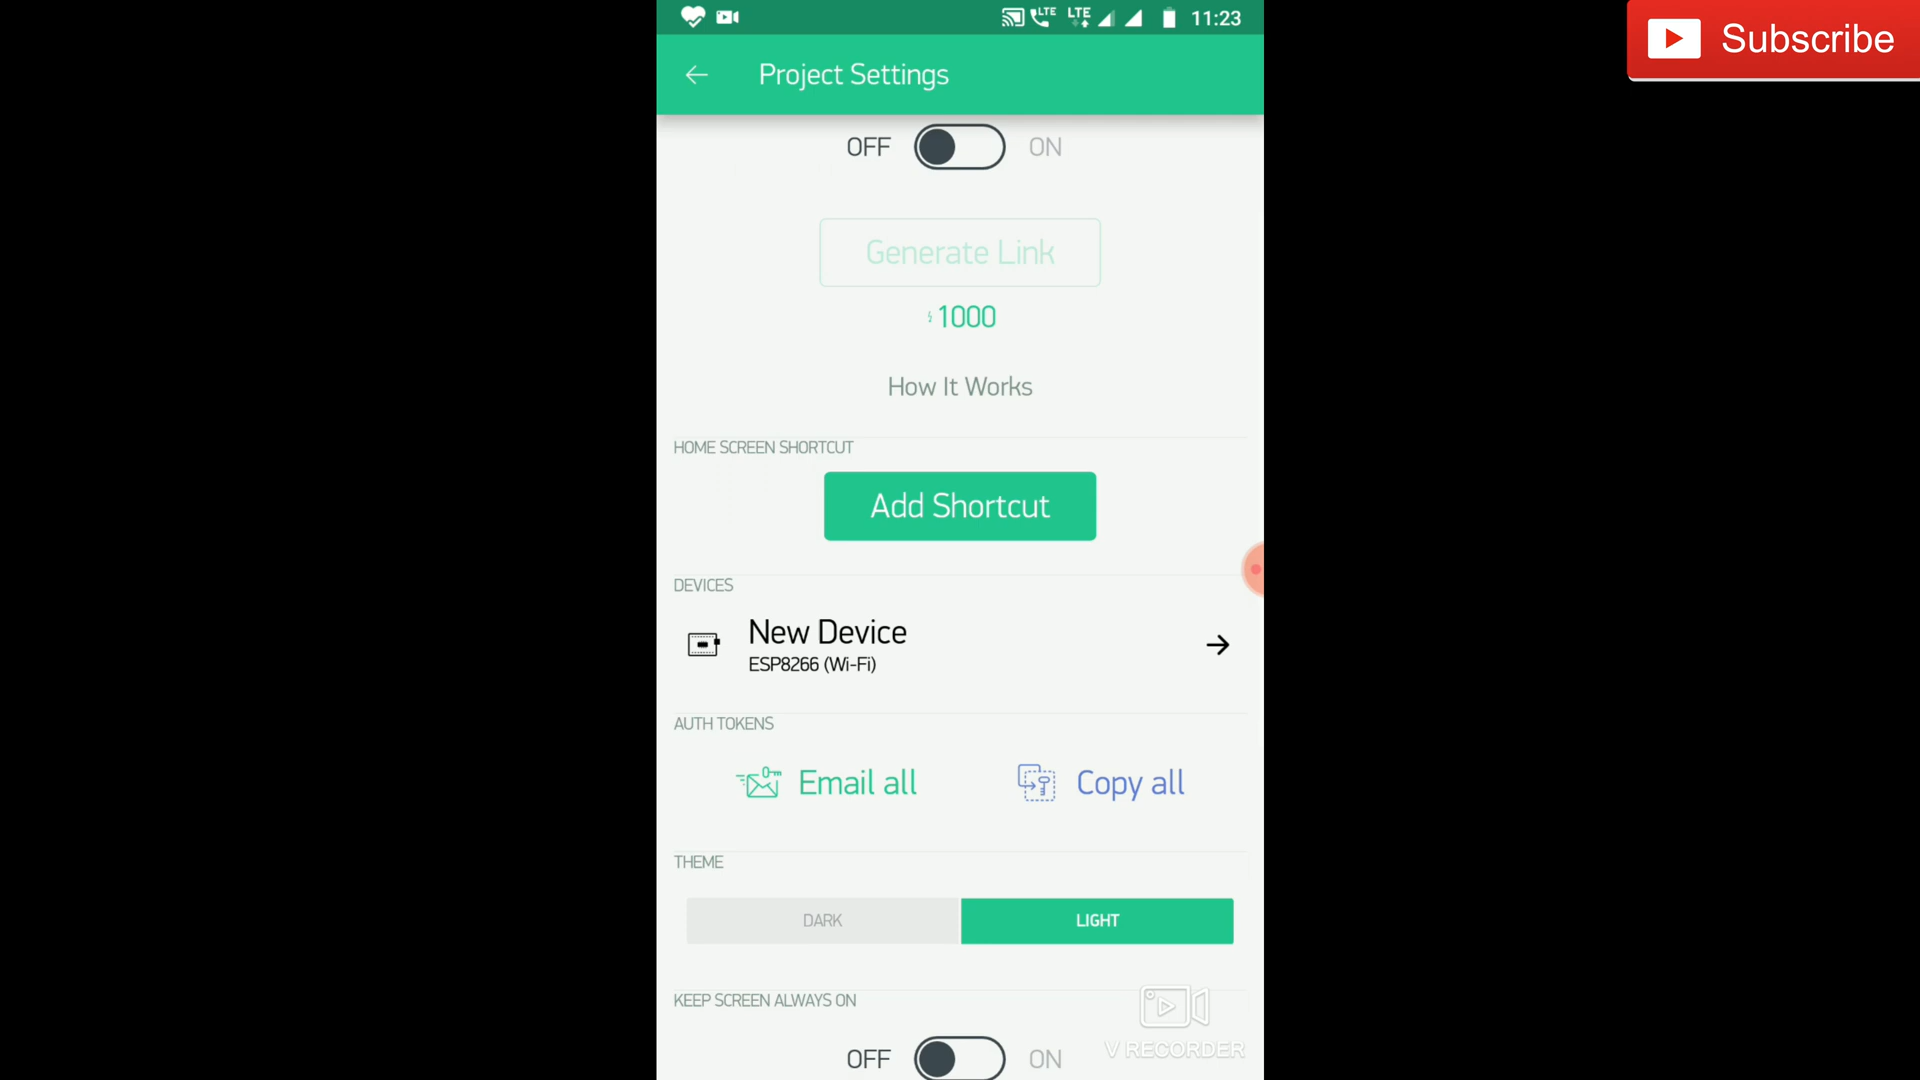 LTE LTE 11:23
Subscribe
Project Settings
OFF ON
Generate Link
1000
How It Works
HOME SCREEN SHORTCUT
Add Shortcut
DEVICES
New Device
ESP8266 (Wi-Fi)
AUTH TOKENS
Email all Copy all
THEME
DARK LIGHT
KEEP SCREEN ALWAYS ON
OFF ON
V RECORDER